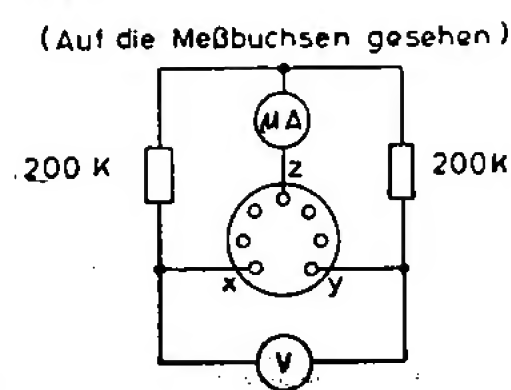 (Auf die Meßbuchsen gesehen)
µA
200 K
z
200K
x
y
V